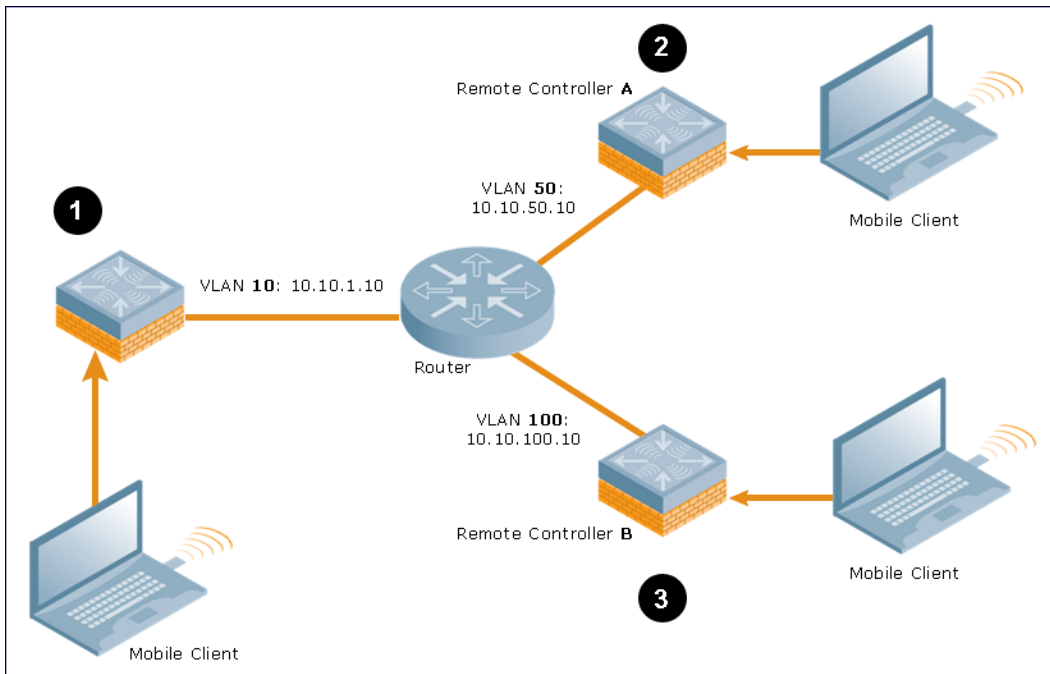 2
Remote Controller A
VLAN 50:
10.10.50.10
Mobile Client
1
VLAN 10: 10.10.1.10
Router
VLAN 100:
10.10.100.10
Remote Controller B
Mobile Client
3
Mobile Client